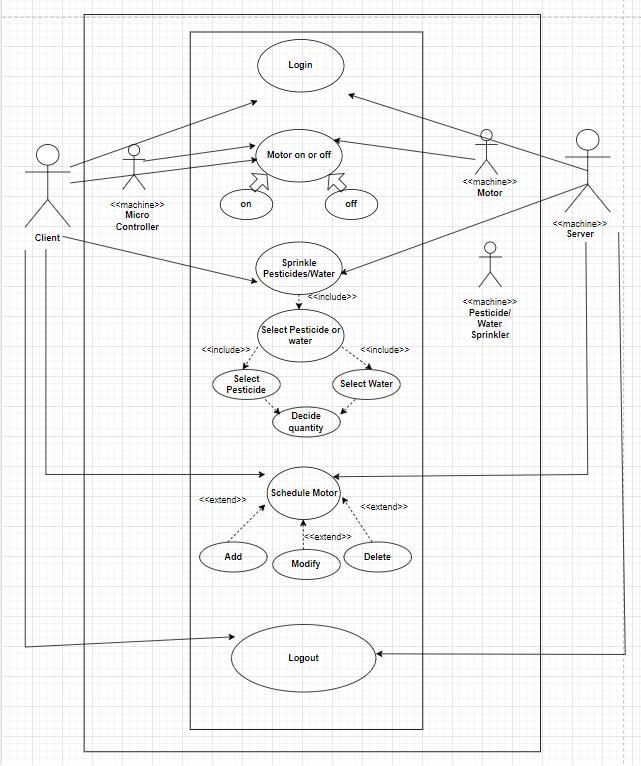 Login
Motor on or off
on
off
<<machine>>
Micro
Controller
<<machine>>
Motor
Client
<<machine>>
Server
Sprinkle
Pesticides/Water
<<include>>
<<machine>>
Pesticide/
Water
Sprinkler
Select Pesticide or
water
<<include>>
<<include>>
Select
Pesticide
Select Water
Decide
quantity
Schedule Motor
<<extend>>
<<extend>>
<<extend>>
Add
Modify
Delete
Logout